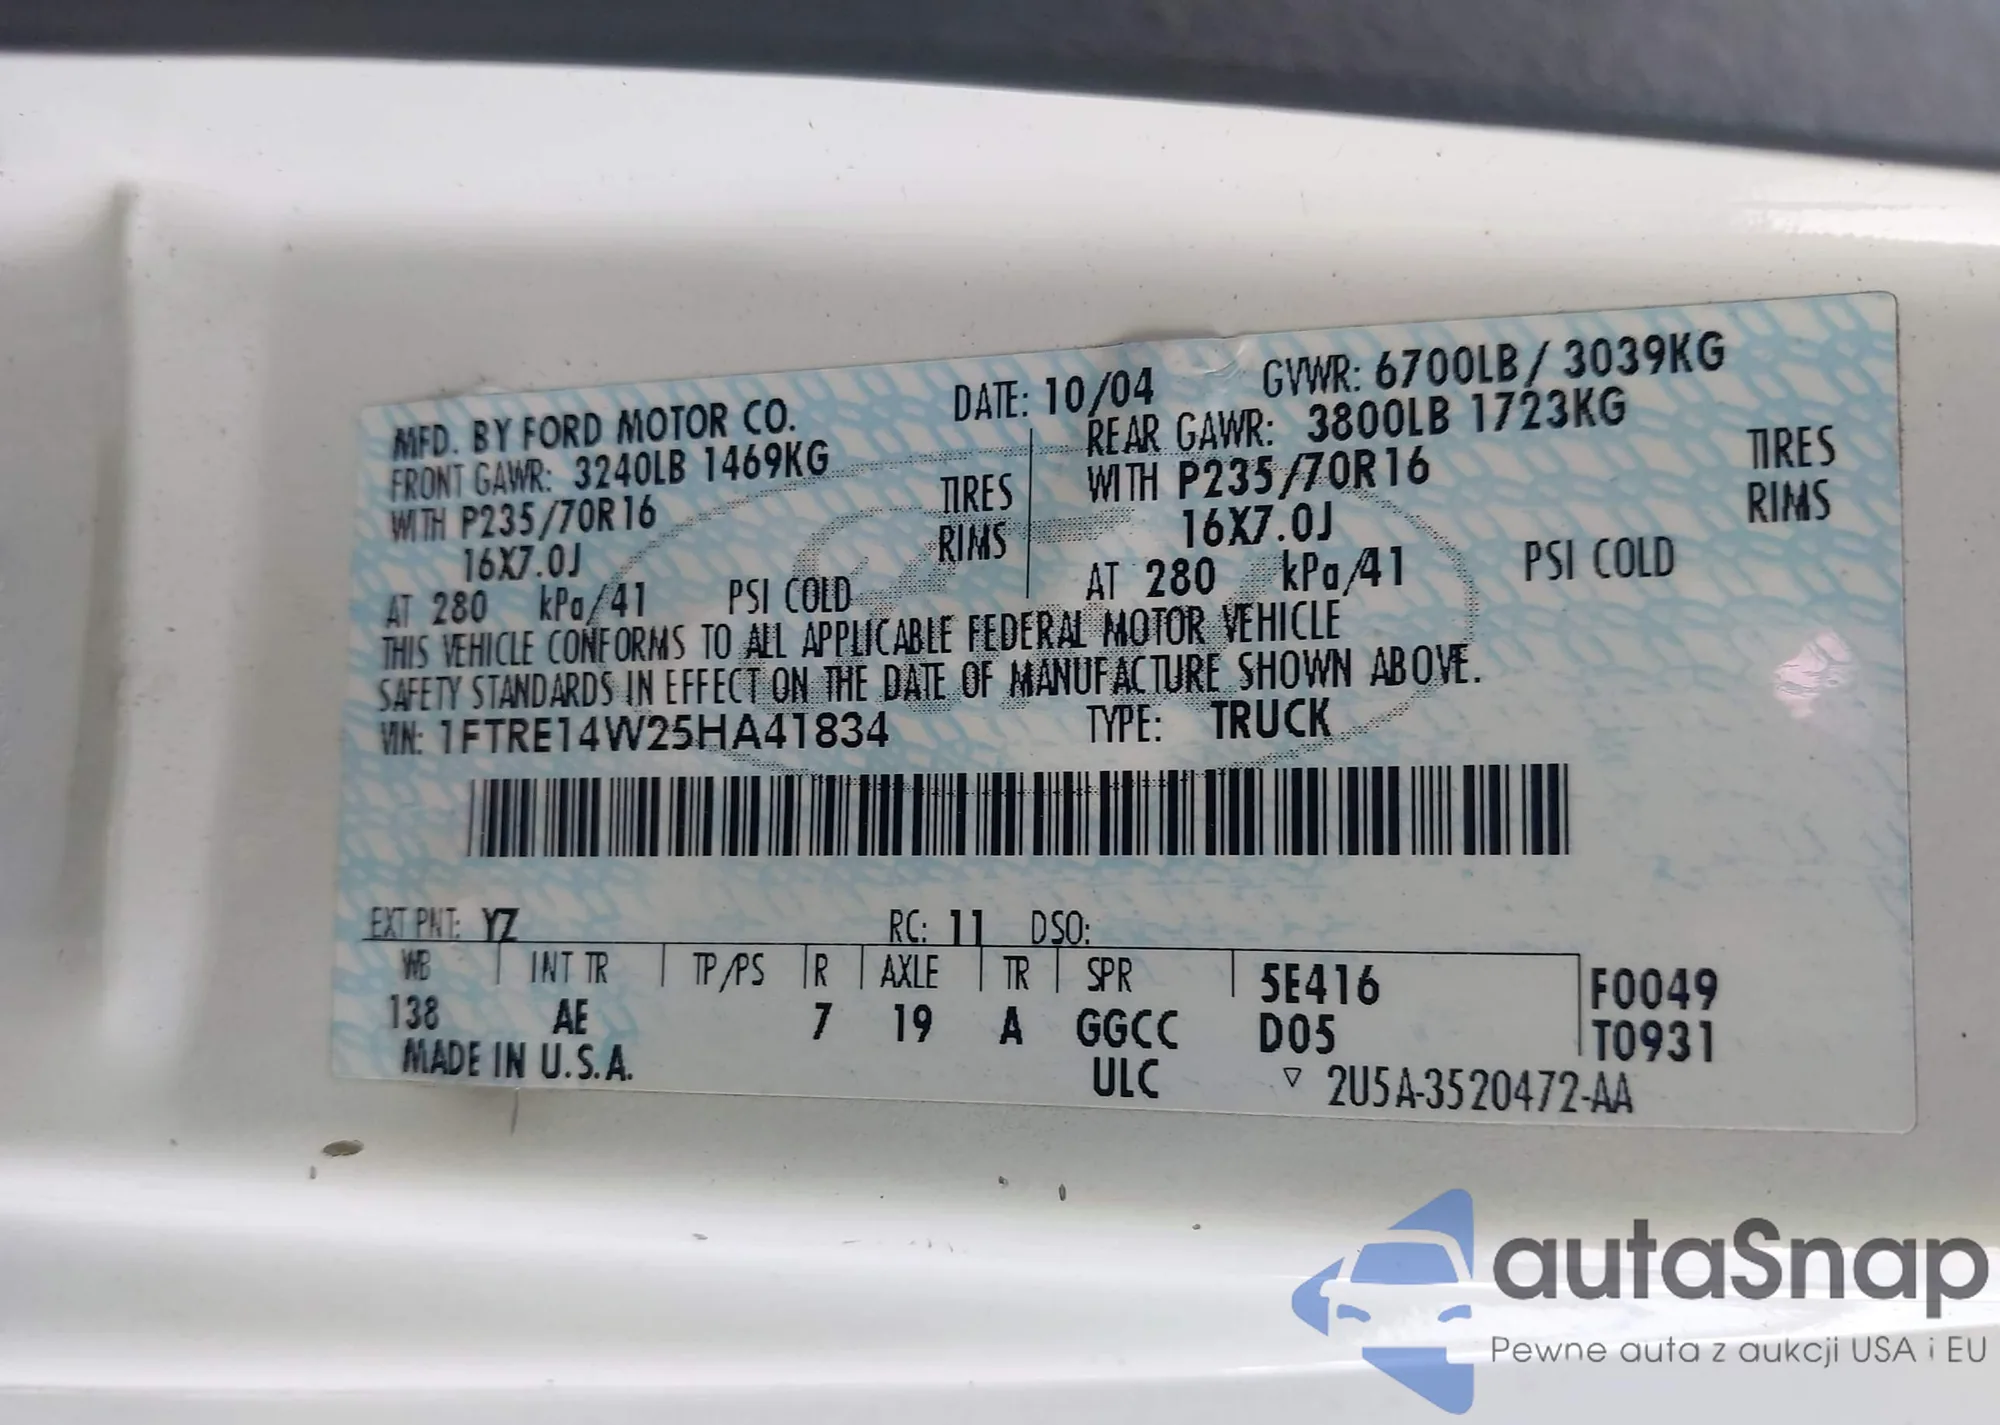 MFD. BY FORD MOTOR CO. DATE: 10/04 GVWR: 6700LB / 3039KG
FRONT GAWR: 3240LB 1469KG REAR GAWR: 3800LB 1723KG
WITH P235/70R16 TIRES WITH P235/70R16 TIRES
16X7.0J RIMS 16X7.0J RIMS
AT 280 kPa/41 PSI COLD AT 280 kPa/41 PSI COLD
THIS VEHICLE CONFORMS TO ALL APPLICABLE FEDERAL MOTOR VEHICLE
SAFETY STANDARDS IN EFFECT ON THE DATE OF MANUFACTURE SHOWN ABOVE.
VIN: 1FTRE14W25HA41834 TYPE: TRUCK
EXT PNT: YZ RC: 11 DSO:
WB INT TR TP/PS R AXLE TR SPR 5E416 F0049
138 AE 7 19 A GGCC D05 T0931
MADE IN U.S.A. ULC ▽ 2U5A-3520472-AA
autaSnap
Pewne auta z aukcji USA i EU